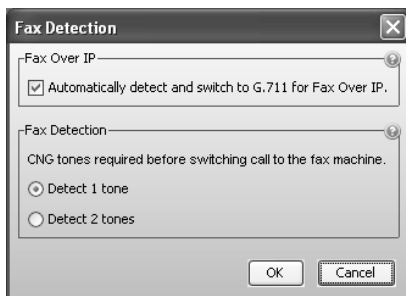 Fax Detection
Fax Over IP
Automatically detect and switch to G.711 for Fax Over IP.
Fax Detection
CNG tones required before switching call to the fax machine.
Detect 1 tone
Detect 2 tones
OK
Cancel